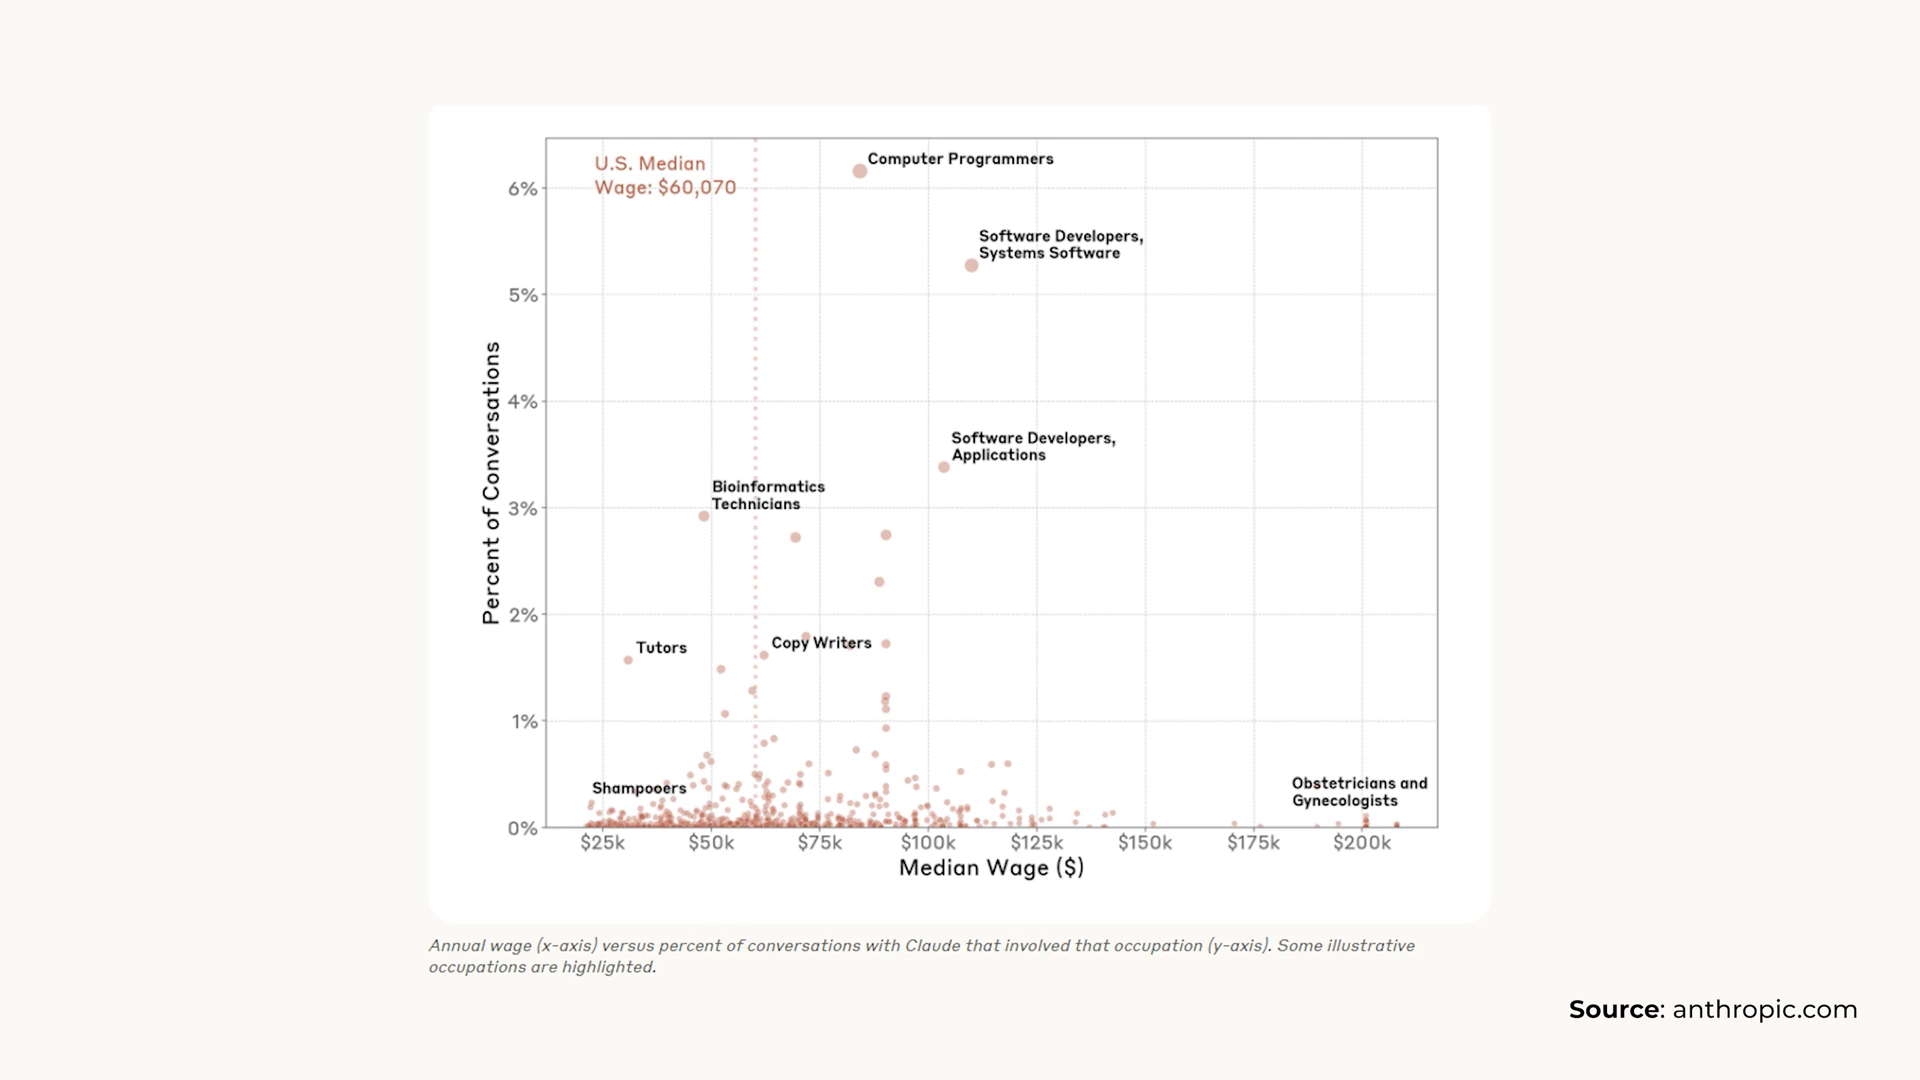 U.S. Median
Wage: $60,070
Computer Programmers
Software Developers,
Systems Software
Software Developers,
Applications
Bioinformatics
Technicians
Tutors
Copy Writers
Shampooers
Obstetricians and
Gynecologists
Percent of Conversations
6%
5%
4%
3%
2%
1%
0%
$25k $50k $75k $100k $125k $150k $175k $200k
Median Wage ($)
Annual wage (x-axis) versus percent of conversations with Claude that involved that occupation (y-axis). Some illustrative
occupations are highlighted.
Source: anthropic.com